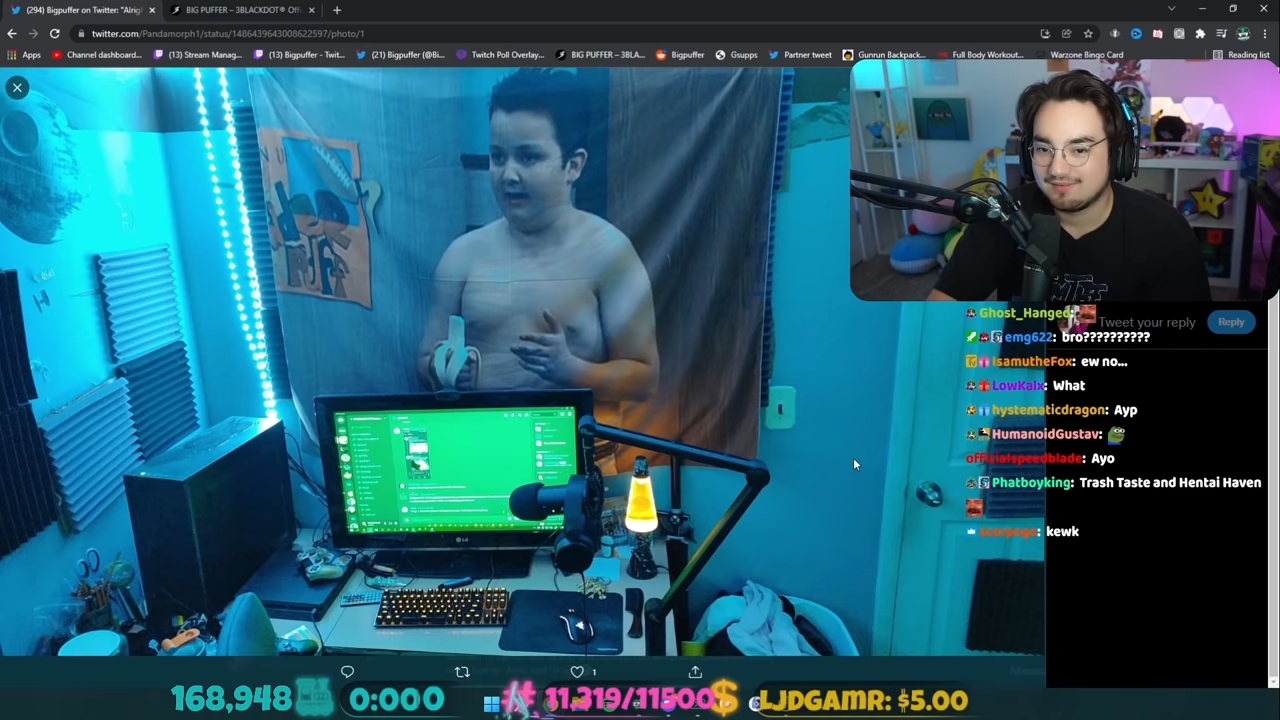 (294) Bigpuffer on Twitter: "Alrig
BIG PUFFER – 3BLACKDOT® Offi
twitter.com/Pandamorph1/status/1486439643008622597/photo/1
Apps
Channel dashboard...
(13) Stream Manag...
(13) Bigpuffer - Twit...
(21) Bigpuffer (@Bi...
Twitch Poll Overlay...
BIG PUFFER – 3BLA...
Bigpuffer
Gsupps
Partner tweet
Gunrun Backpack...
Full Body Workout...
Warzone Bingo Card
Reading list
Ghost_Hanged:
Tweet your reply
Reply
emg622: bro??????????
IsamutheFox: ew no...
LowKalx: What
hystematicdragon: Ayp
HumanoidGustav:
officialspeedblade: Ayo
Phatboyking: Trash Taste and Hentai Haven
scorpogo: kewk
LG
1
168,948
0:000
11,319/11500
LJDGAMR: $5.00